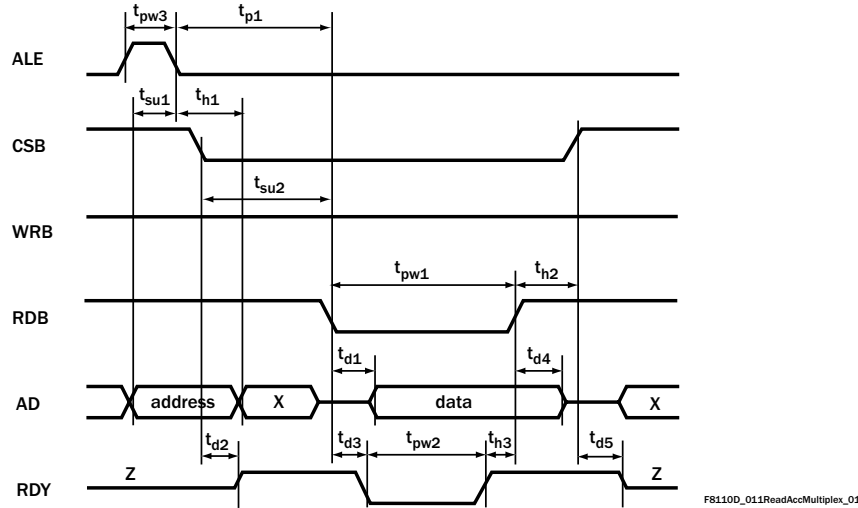 tpw3 tp1
ALE
tsu1 th1
CSB
tsu2
WRB
tpw1 th2
RDB
td1 td4
AD address X data X
td2 td3 tpw2 th3 td5
RDY Z Z
F8110D_011ReadAccMultiplex_01